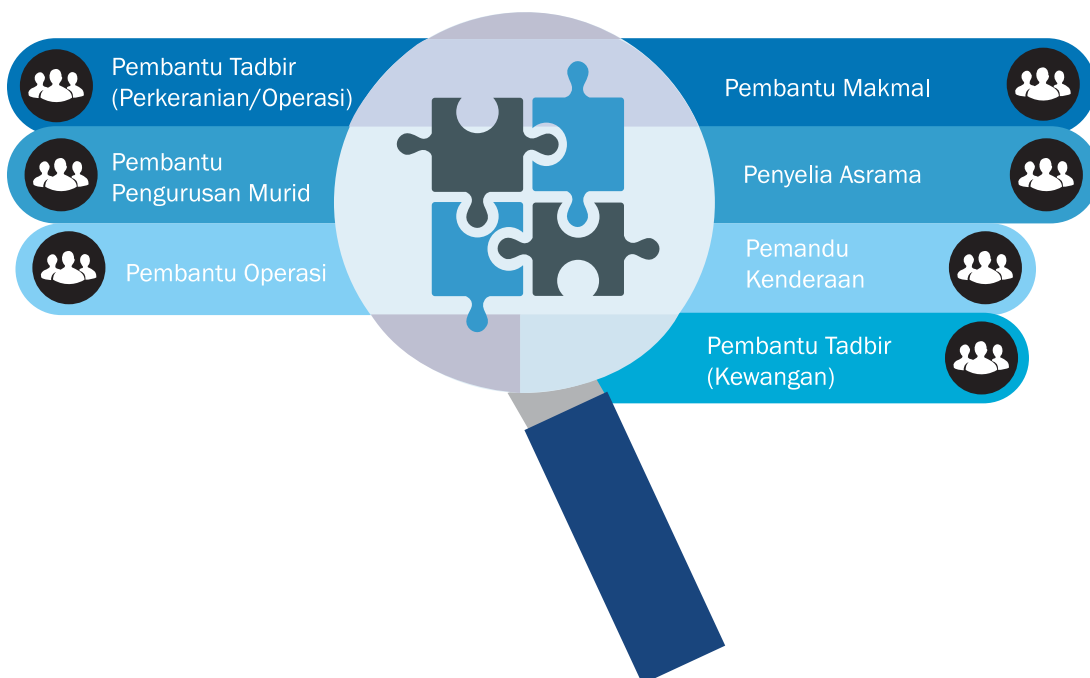 Pembantu Tadbir
(Perkeranian/Operasi)
Pembantu
Pengurusan Murid
Pembantu Operasi
Pembantu Makmal
Penyelia Asrama
Pemandu
Kenderaan
Pembantu Tadbir
(Kewangan)